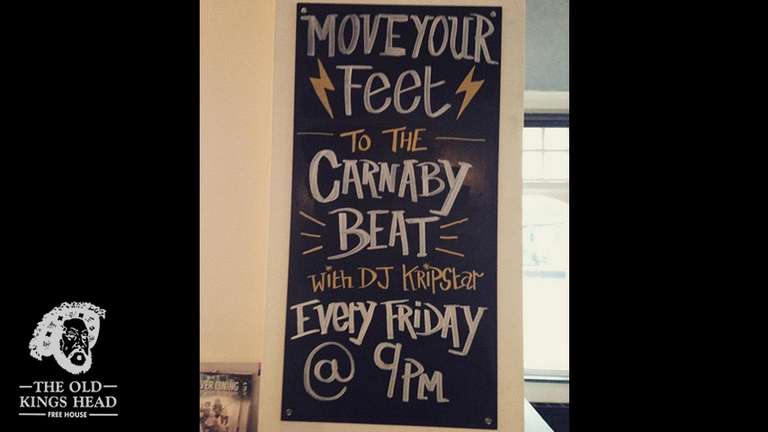 MOVE YOUR
Feet
TO THE
CARNABY
BEAT
with DJ KRipstar
EVERY FRiDAY
@ 9PM
THE OLD
KINGS HEAD
FREE HOUSE